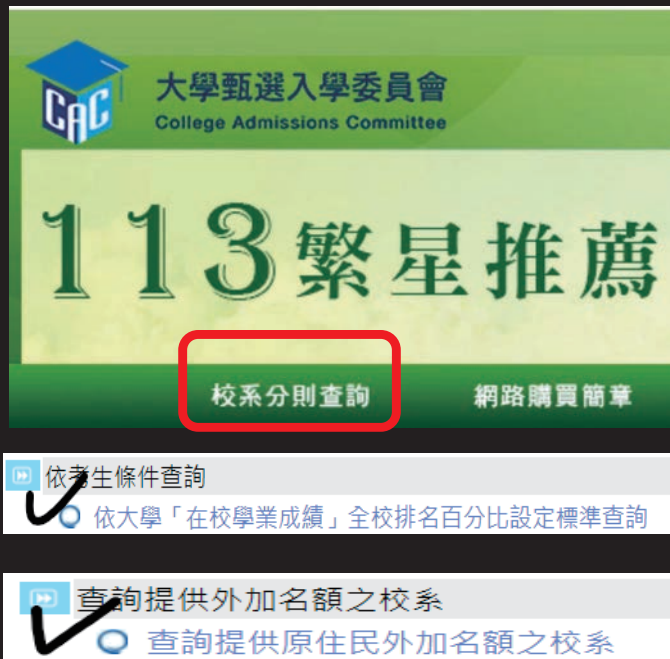 CAC
大學甄選入學委員會
College Admissions Committee
113繁星推薦
校系分則查詢 網路購買簡章
依考生條件查詢
依大學「在校學業成績」全校排名百分比設定標準查詢
查詢提供外加名額之校系
查詢提供原住民外加名額之校系